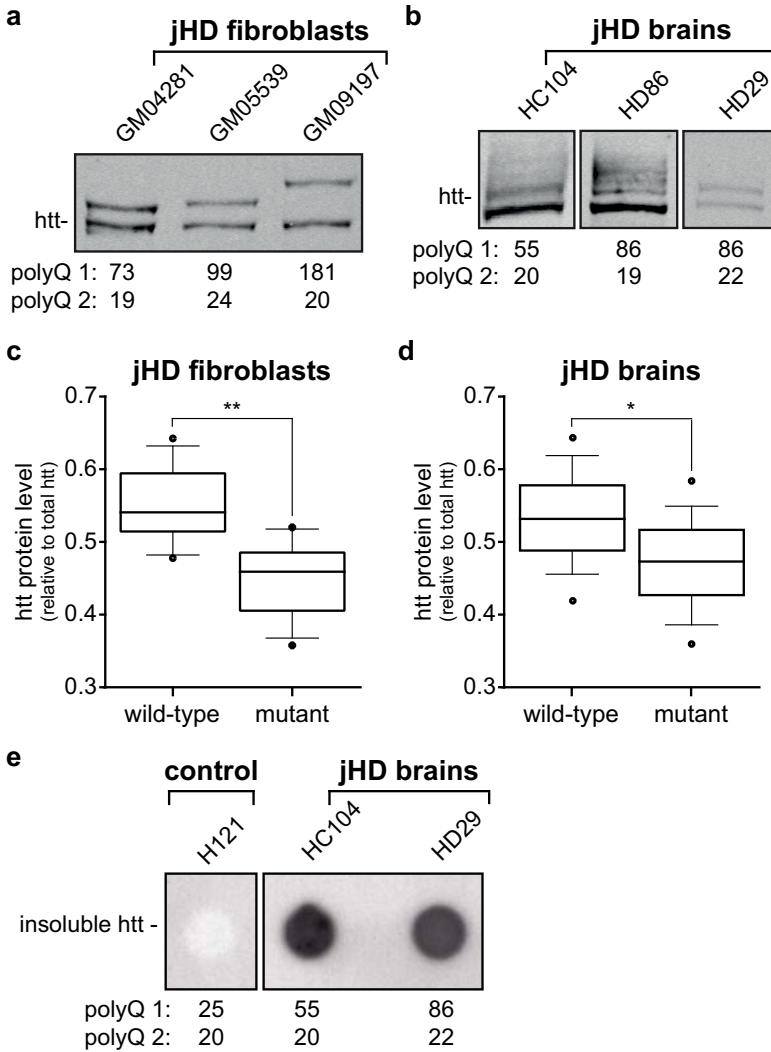 a
jHD fibroblasts
GM04281 GM05539 GM09197
htt-
polyQ 1: 73 99 181
polyQ 2: 19 24 20
b
jHD brains
HC104 HD86 HD29
htt-
polyQ 1: 55 86 86
polyQ 2: 20 19 22
c
jHD fibroblasts
htt protein level
(relative to total htt)
0.7
0.6
0.5
0.4
0.3
**
wild-type mutant
d
jHD brains
htt protein level
(relative to total htt)
0.7
0.6
0.5
0.4
0.3
*
wild-type mutant
e
control jHD brains
H121 HC104 HD29
insoluble htt -
polyQ 1: 25 55 86
polyQ 2: 20 20 22